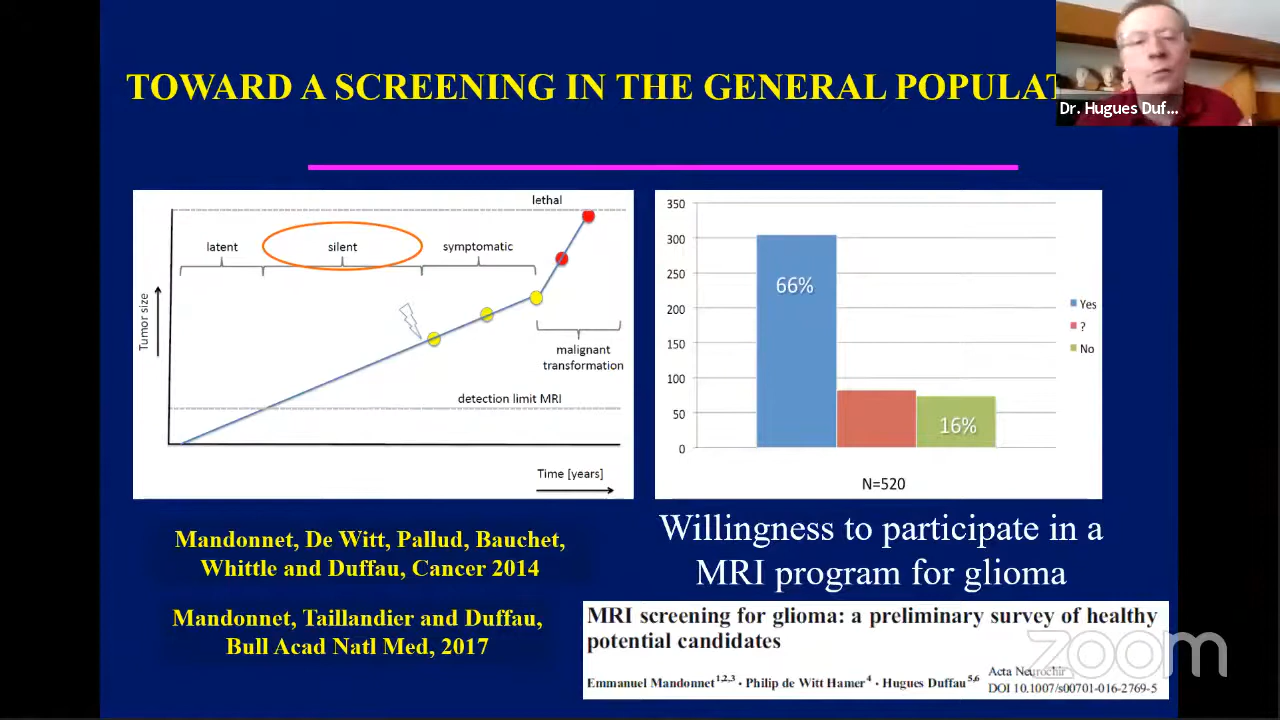 TOWARD A SCREENING IN THE GENERAL POPULAT
Dr. Hugues Duf...
lethal
latent
silent
symptomatic
Tumor size
malignant
transformation
detection limit MRI
Time [years]
350
300
250
200
150
100
50
0
66%
16%
Yes
?
No
N=520
Mandonnet, De Witt, Pallud, Bauchet,
Whittle and Duffau, Cancer 2014
Mandonnet, Taillandier and Duffau,
Bull Acad Natl Med, 2017
Willingness to participate in a
MRI program for glioma
MRI screening for glioma: a preliminary survey of healthy
potential candidates
Emmanuel Mandonnet1,2,3 · Philip de Witt Hamer4 · Hugues Duffau5,6
Acta Neurochir
DOI 10.1007/s00701-016-2769-5
zoom